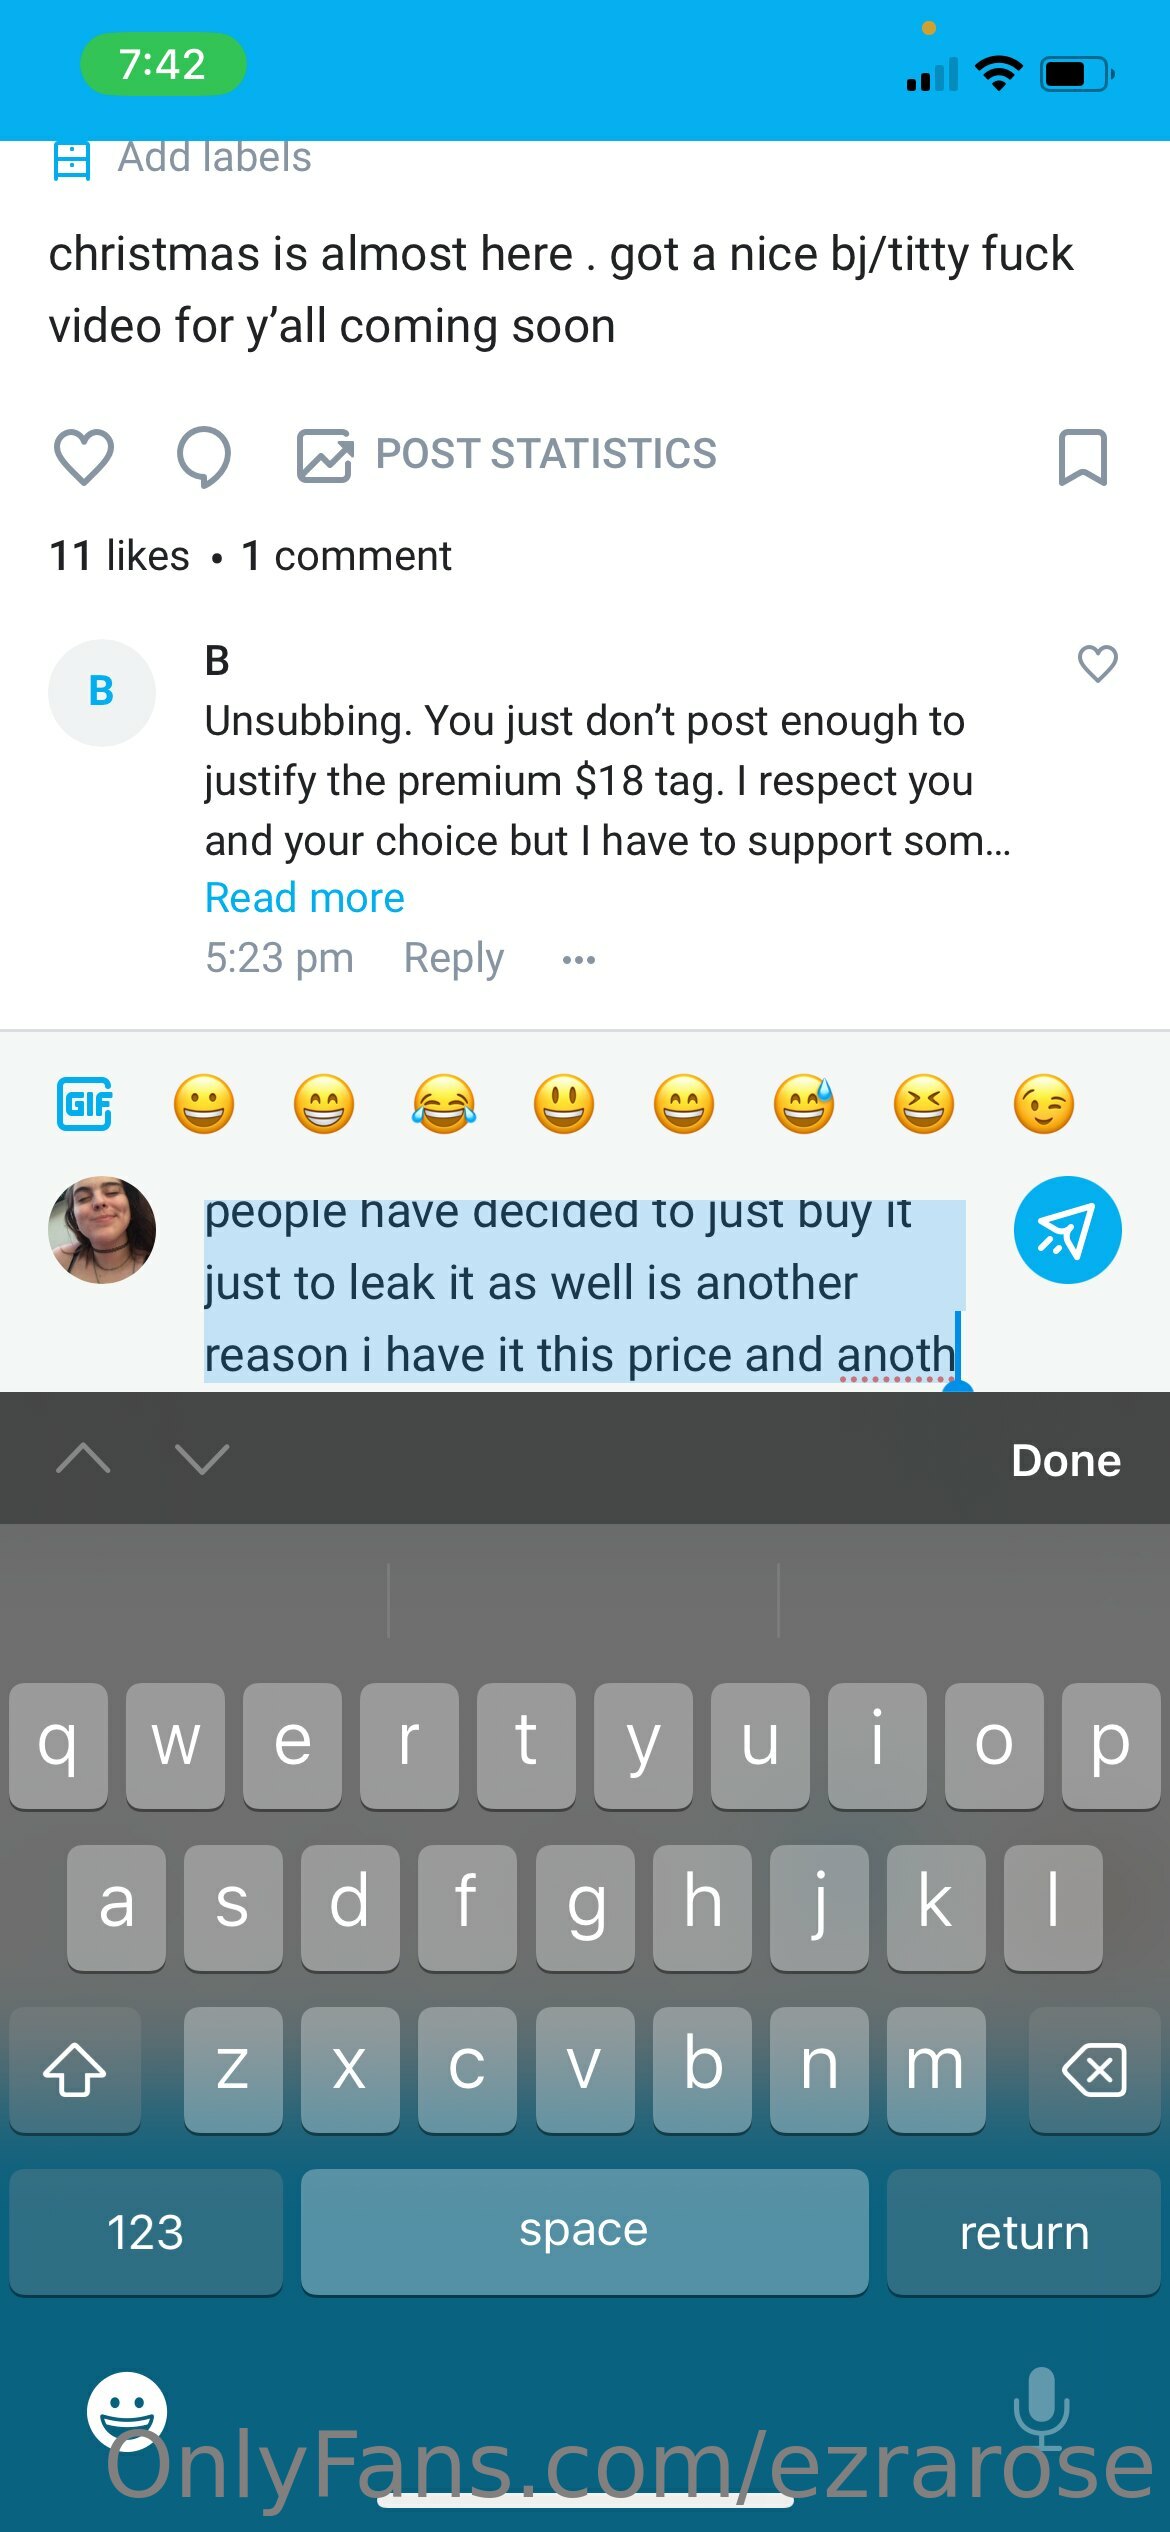 7:42
Add labels
christmas is almost here . got a nice bj/titty fuck
video for y’all coming soon
POST STATISTICS
11 likes • 1 comment
B
B
Unsubbing. You just don’t post enough to
justify the premium $18 tag. I respect you
and your choice but I have to support som...
Read more
5:23 pm Reply ...
GIF
people have decided to just buy it
just to leak it as well is another
reason i have it this price and anoth
Done
q w e r t y u i o p
a s d f g h j k l
z x c v b n m
123 space return
OnlyFans.com/ezrarose